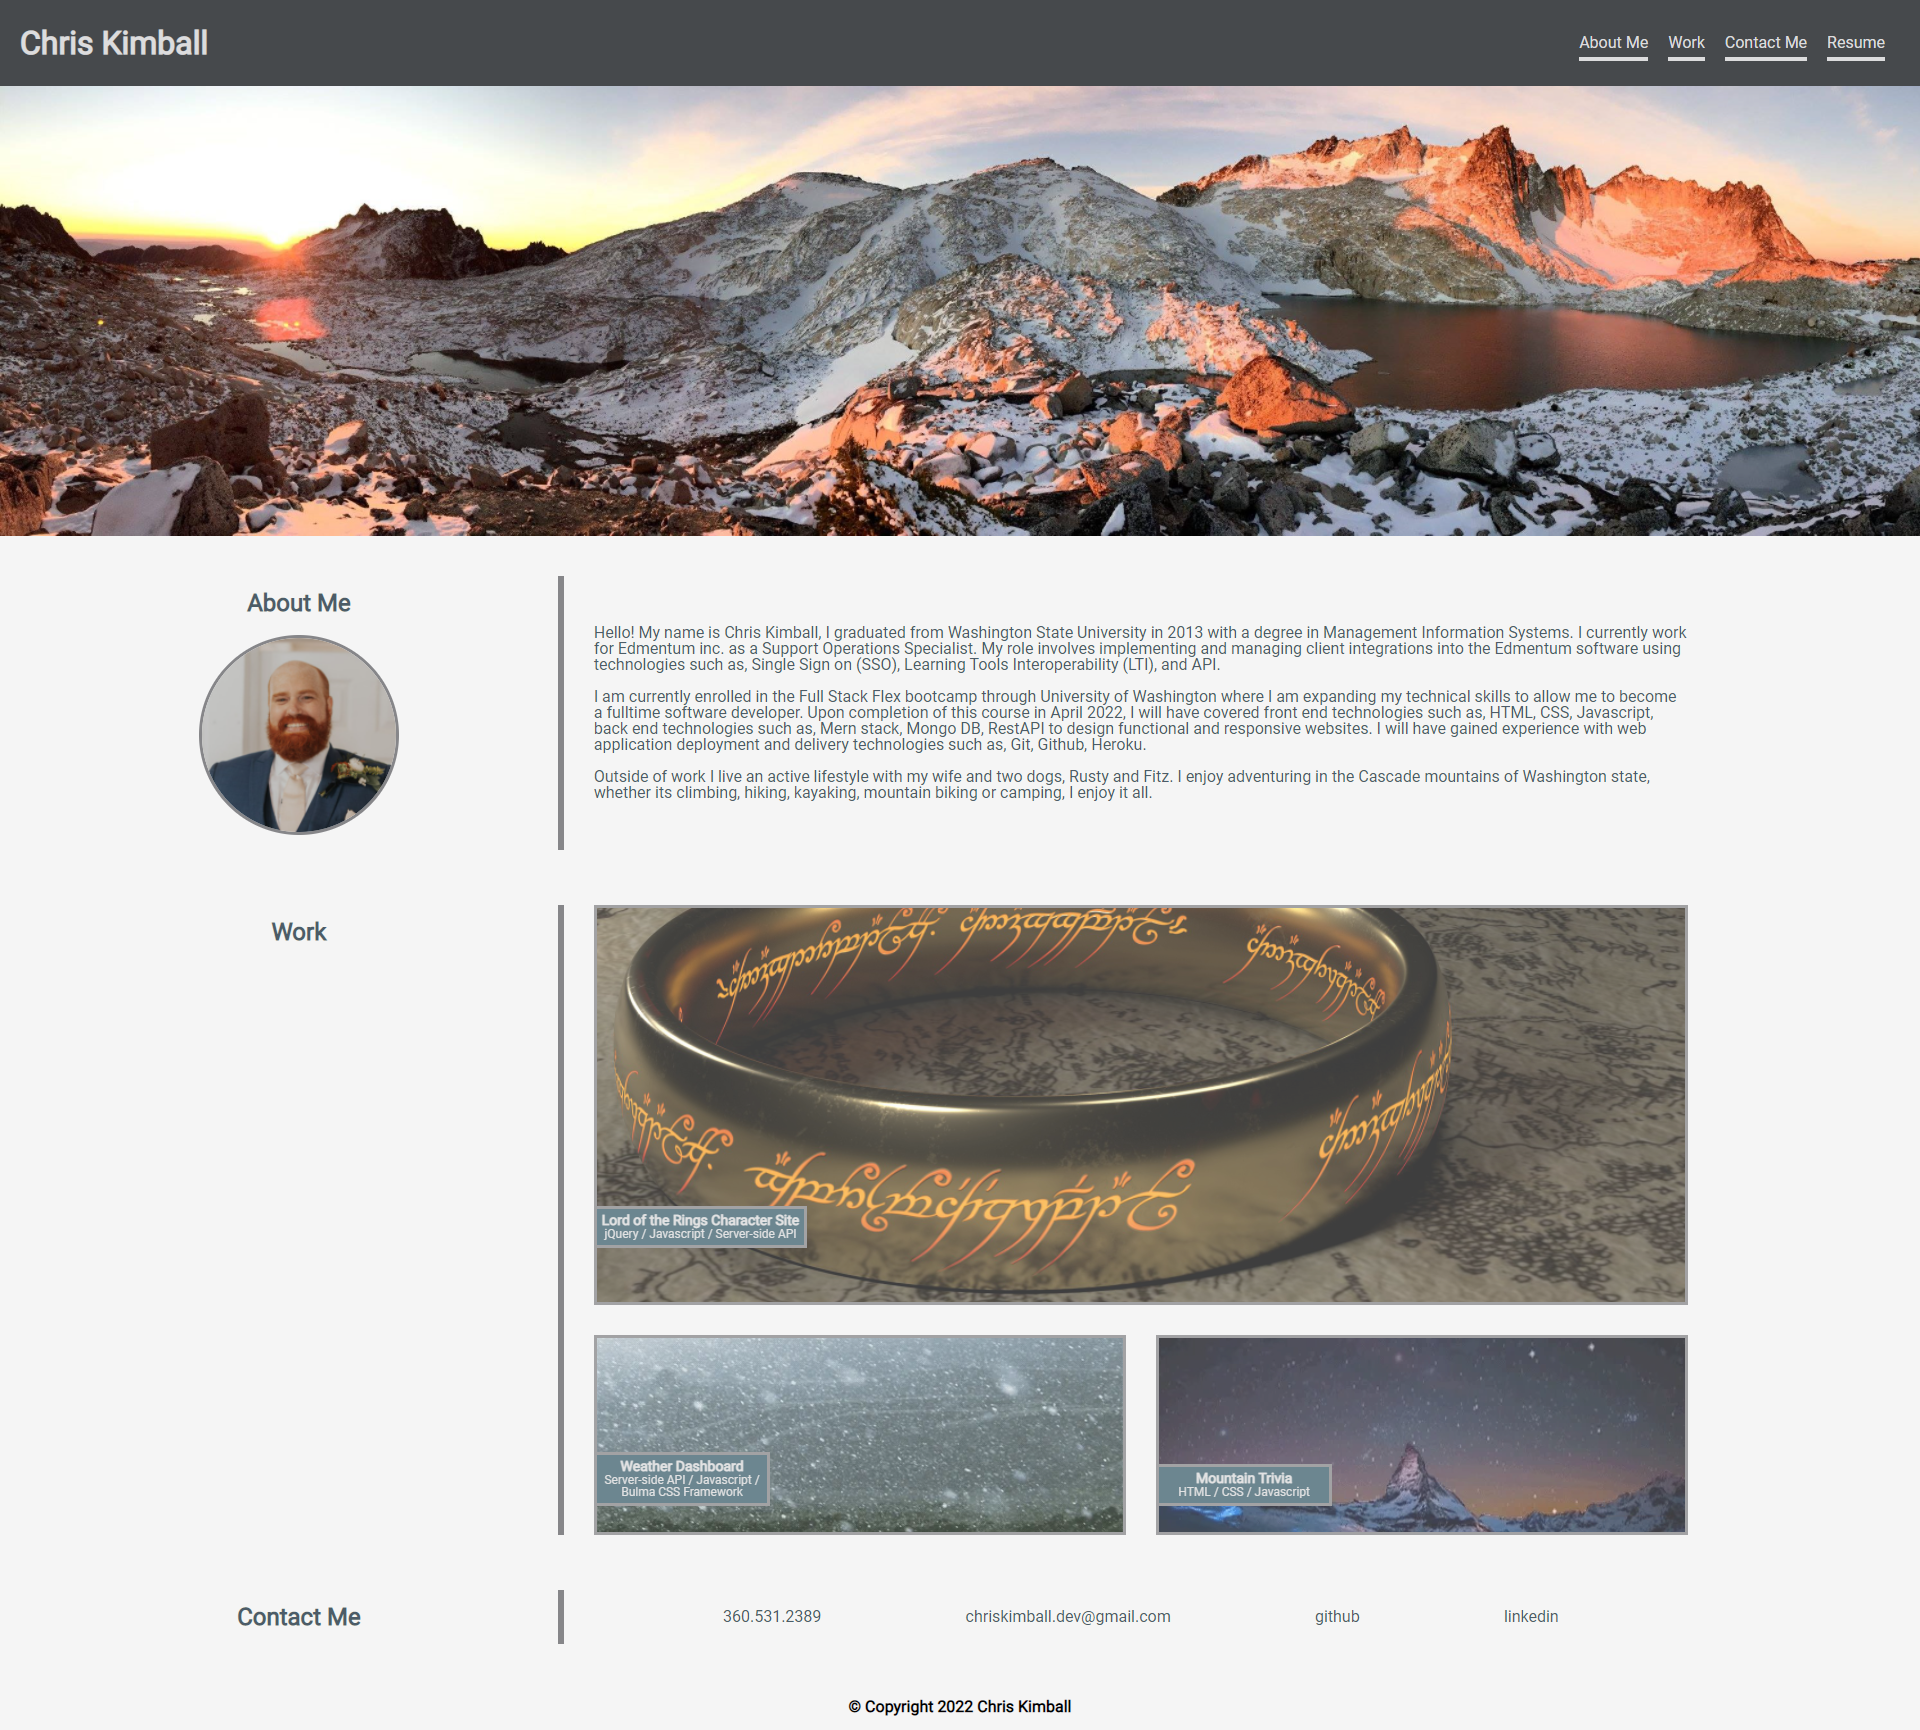 Chris Kimball
About Me
Work
Contact Me
Resume
About Me
Hello! My name is Chris Kimball, I graduated from Washington State University in 2013 with a degree in Management Information Systems. I currently work
for Edmentum inc. as a Support Operations Specialist. My role involves implementing and managing client integrations into the Edmentum software using
technologies such as, Single Sign on (SSO), Learning Tools Interoperability (LTI), and API.
I am currently enrolled in the Full Stack Flex bootcamp through University of Washington where I am expanding my technical skills to allow me to become
a fulltime software developer. Upon completion of this course in April 2022, I will have covered front end technologies such as, HTML, CSS, Javascript,
back end technologies such as, Mern stack, Mongo DB, RestAPI to design functional and responsive websites. I will have gained experience with web
application deployment and delivery technologies such as, Git, Github, Heroku.
Outside of work I live an active lifestyle with my wife and two dogs, Rusty and Fitz. I enjoy adventuring in the Cascade mountains of Washington state,
whether its climbing, hiking, kayaking, mountain biking or camping, I enjoy it all.
Work
Lord of the Rings Character Site
jQuery / Javascript / Server-side API
Weather Dashboard
Server-side API / Javascript /
Bulma CSS Framework
Mountain Trivia
HTML / CSS / Javascript
Contact Me
360.531.2389
chriskimball.dev@gmail.com
github
linkedin
© Copyright 2022 Chris Kimball